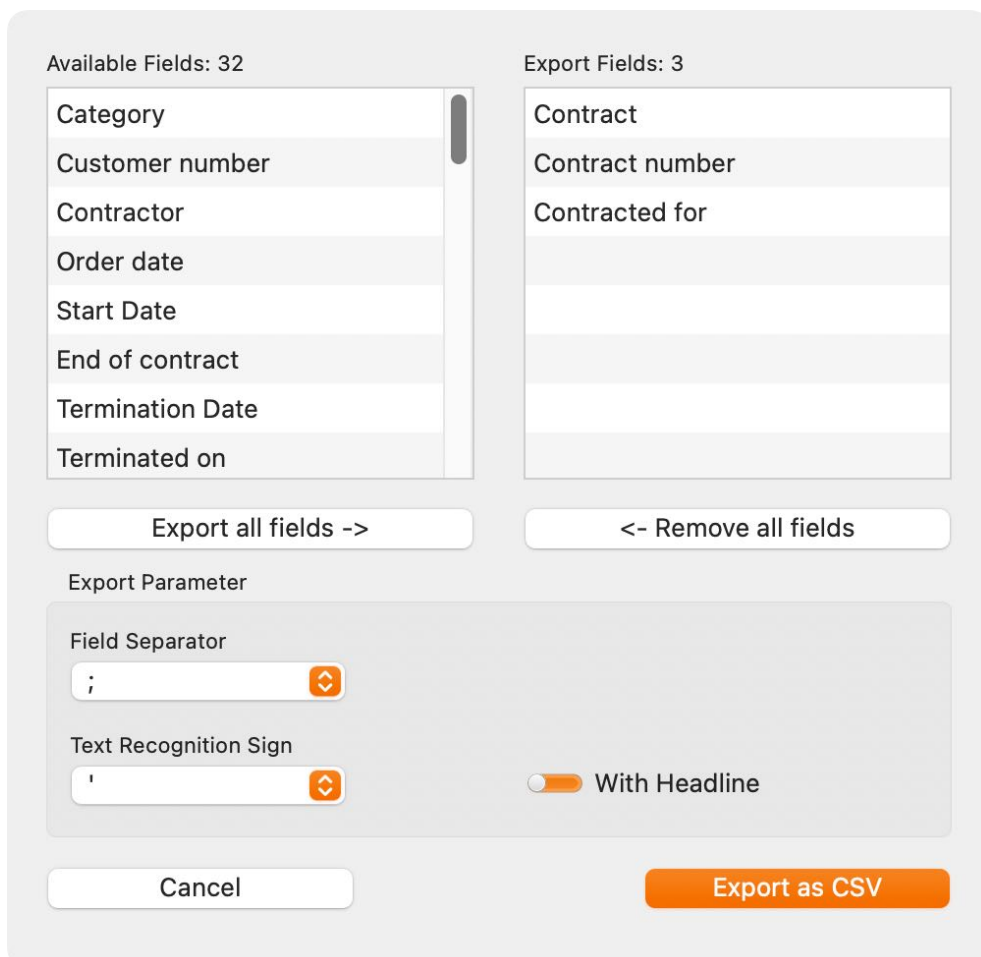 Available Fields: 32
Category
Customer number
Contractor
Order date
Start Date
End of contract
Termination Date
Terminated on
Export all fields ->
Export Fields: 3
Contract
Contract number
Contracted for
<- Remove all fields
Export Parameter
Field Separator
;
Text Recognition Sign
'
With Headline
Cancel
Export as CSV